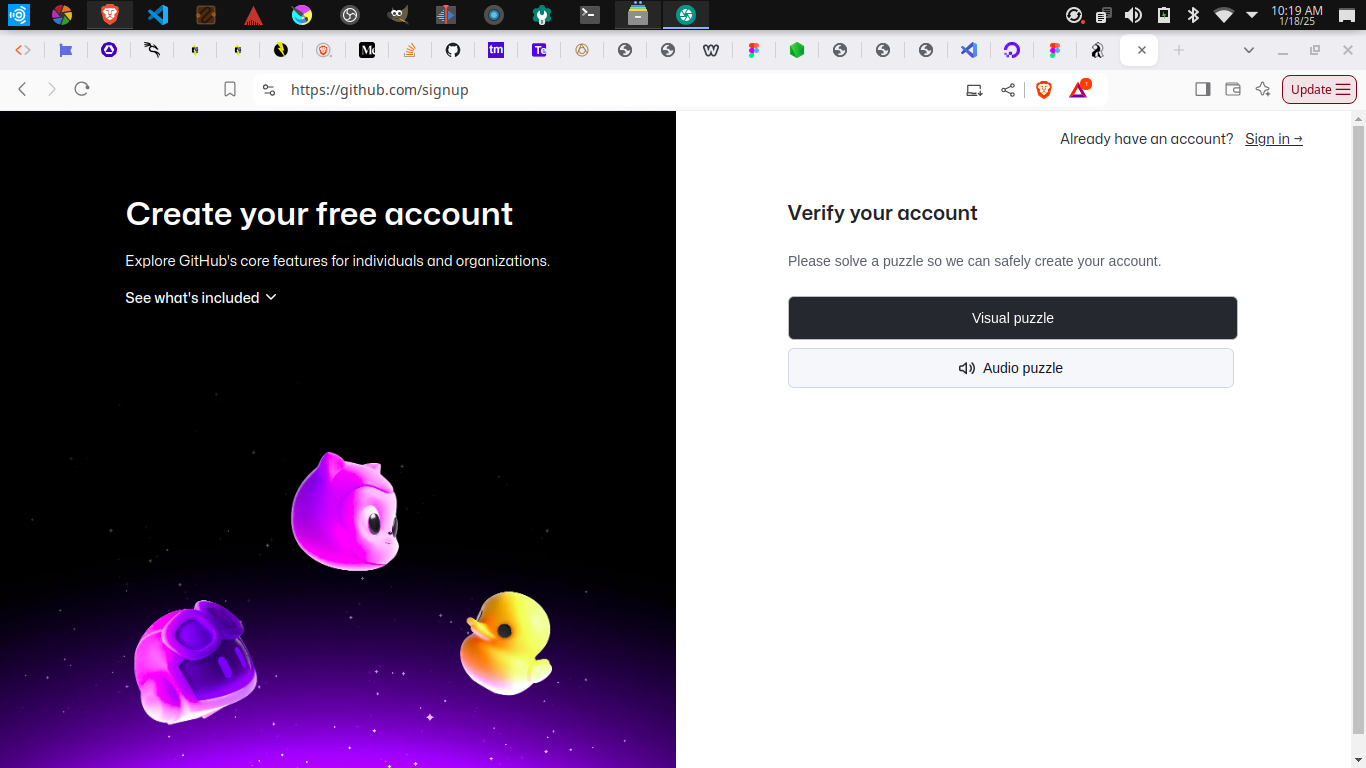 10:19 AM
1/18/25
https://github.com/signup
1
Update
Already have an account? Sign in →
Create your free account
Explore GitHub's core features for individuals and organizations.
See what's included
Verify your account
Please solve a puzzle so we can safely create your account.
Visual puzzle
Audio puzzle